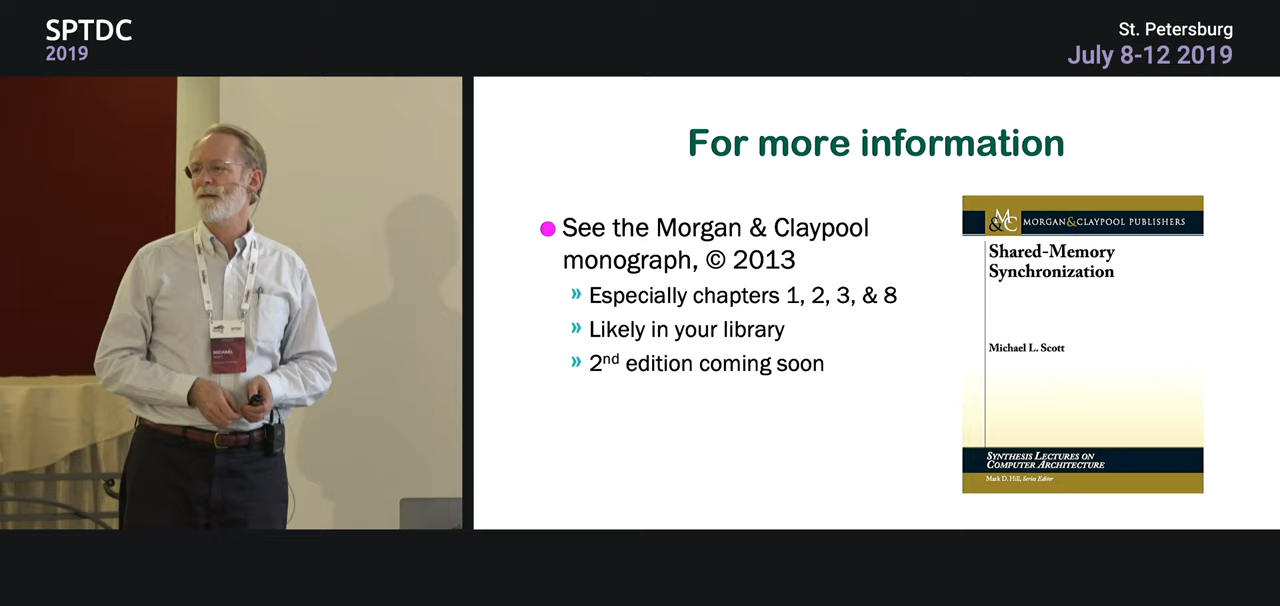 SPTDC
2019
St. Petersburg
July 8-12 2019
For more information
See the Morgan & Claypool
monograph, © 2013
» Especially chapters 1, 2, 3, & 8
» Likely in your library
» 2nd edition coming soon
M&C MORGAN&CLAYPOOL PUBLISHERS
Shared-Memory
Synchronization
Michael L. Scott
SYNTHESIS LECTURES ON
COMPUTER ARCHITECTURE
Mark D. Hill, Series Editor
MICHAEL